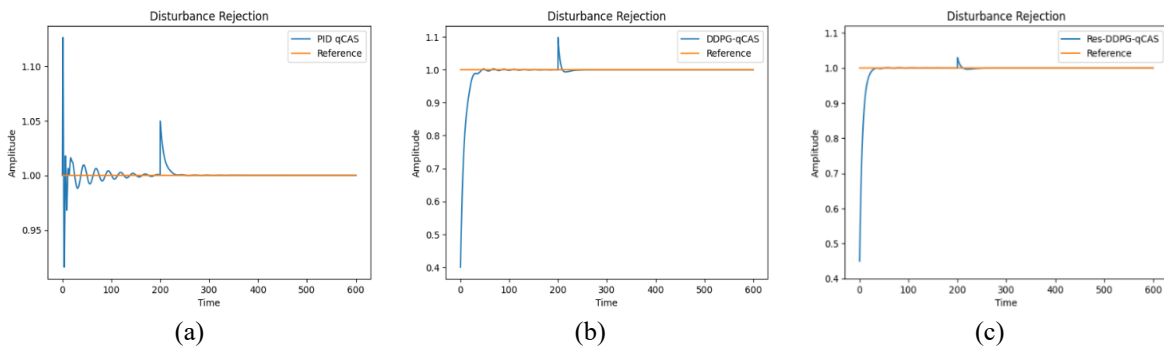 Disturbance Rejection
PID qCAS
Reference
Amplitude
1.10
1.05
1.00
0.95
0 100 200 300 400 500 600
Time
(a)
Disturbance Rejection
DDPG-qCAS
Reference
Amplitude
1.1
1.0
0.9
0.8
0.7
0.6
0.5
0.4
0 100 200 300 400 500 600
Time
(b)
Disturbance Rejection
Res-DDPG-qCAS
Reference
Amplitude
1.1
1.0
0.9
0.8
0.7
0.6
0.5
0.4
0 100 200 300 400 500 600
Time
(c)